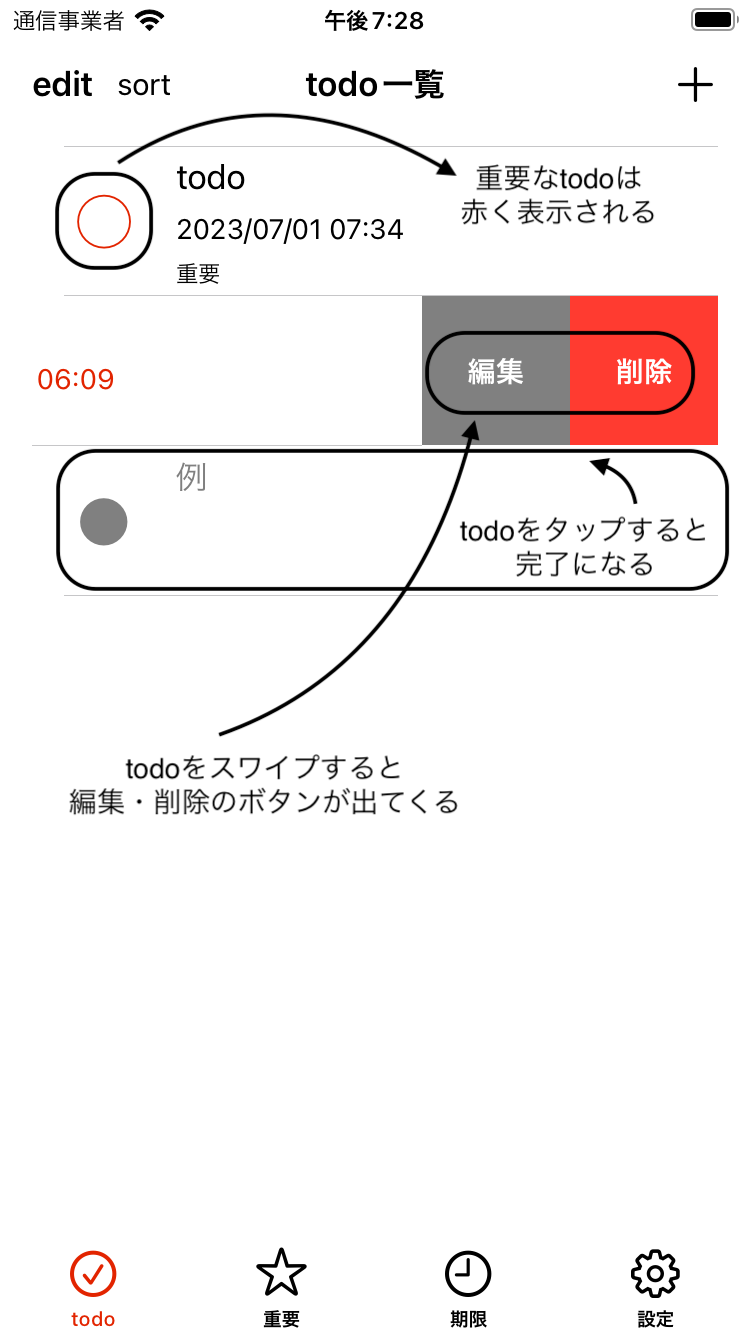 通信事業者
午後7:28
edit sort todo一覧
todo
2023/07/01 07:34
重要
重要なtodoは
赤く表示される
06:09
編集 削除
例
todoをタップすると
完了になる
todoをスワイプすると
編集・削除のボタンが出てくる
todo 重要 期限 設定